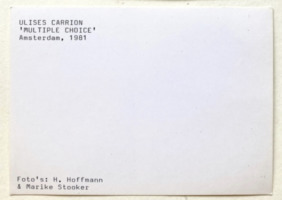 ULISES CARRION
'MULTIPLE CHOICE'
Amsterdam, 1981
Foto's: H. Hoffmann
& Marike Stooker